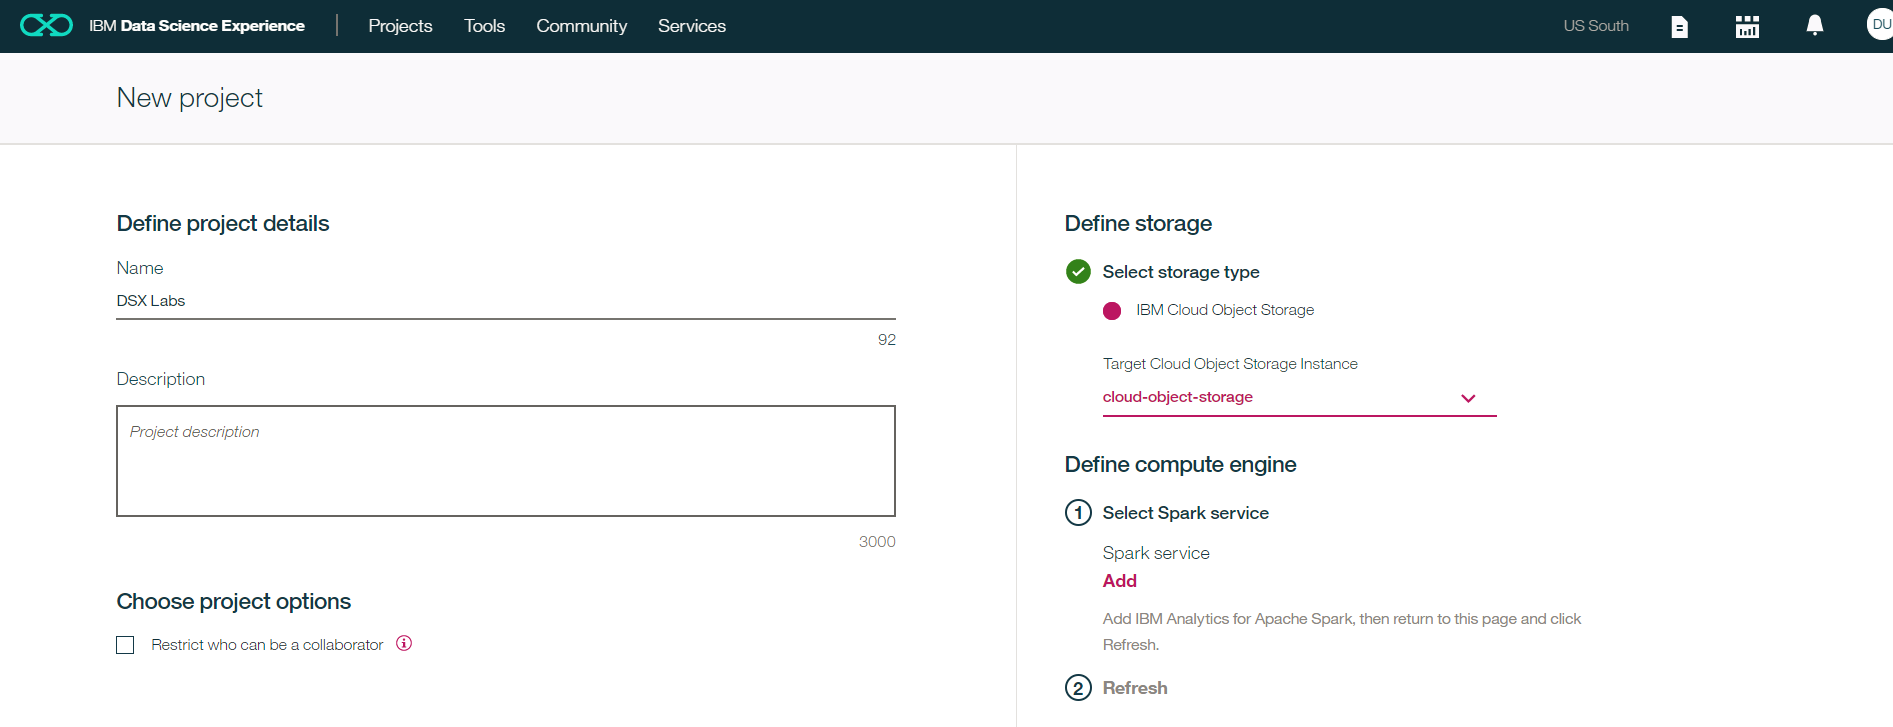 IBM Data Science Experience
Projects Tools Community Services
US South
DU
New project
Define project details
Name
DSX Labs
92
Description
Project description
3000
Choose project options
Restrict who can be a collaborator
Define storage
Select storage type
IBM Cloud Object Storage
Target Cloud Object Storage Instance
cloud-object-storage
Define compute engine
1 Select Spark service
Spark service
Add
Add IBM Analytics for Apache Spark, then return to this page and click
Refresh.
2 Refresh